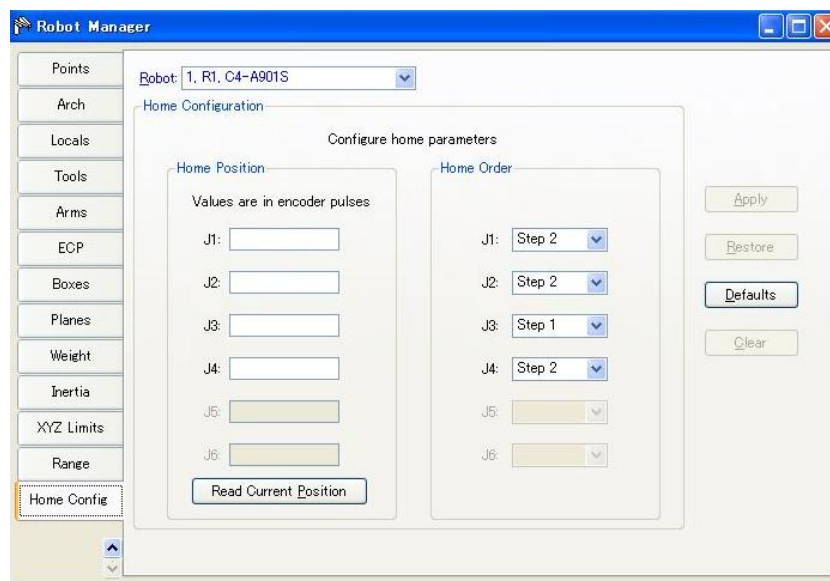 Robot Manager
Points
Arch
Locals
Tools
Arms
ECP
Boxes
Planes
Weight
Inertia
XYZ Limits
Range
Home Config
Robot: 1, R1, C4-A901S
Home Configuration
Configure home parameters
Home Position
Values are in encoder pulses
J1:
J2:
J3:
J4:
J5:
J6:
Read Current Position
Home Order
J1: Step 2
J2: Step 2
J3: Step 1
J4: Step 2
J5:
J6:
Apply
Restore
Defaults
Clear